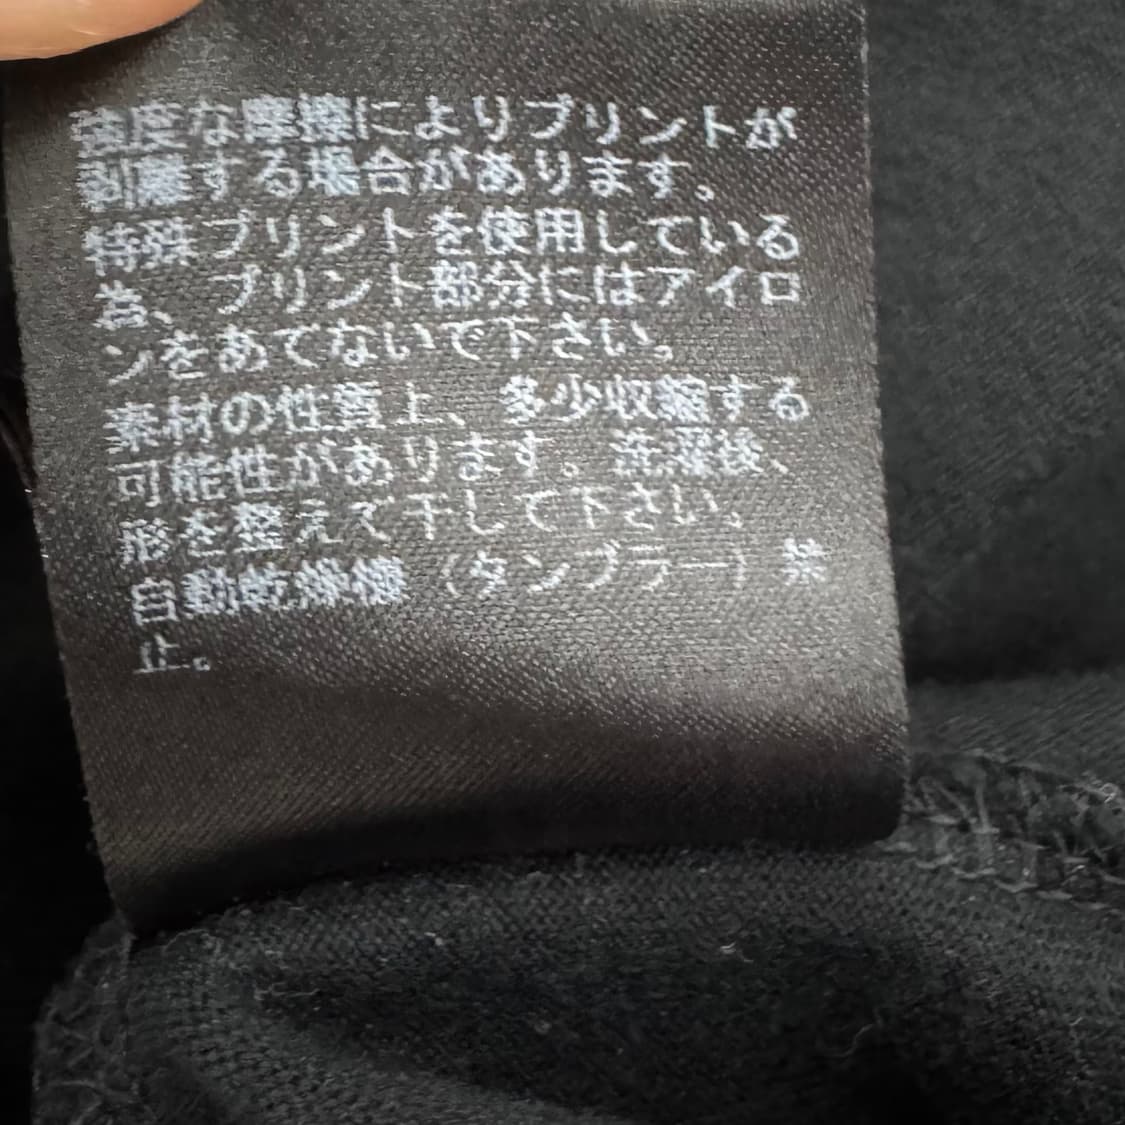 強度な摩擦によりプリントが
剥離する場合があります。
特殊プリントを使用している
為、プリント部分にはアイロ
ンをあてないで下さい。
素材の性質上、多少収縮する
可能性があります。洗濯後、
形を整えて干して下さい。
自動乾燥機（タンブラー）禁
止。